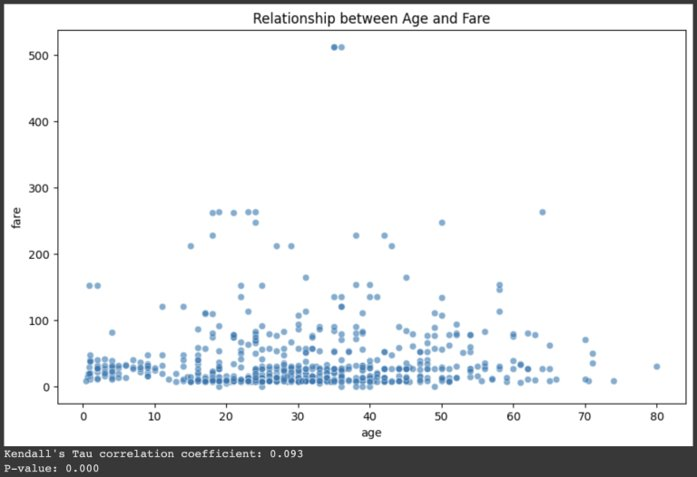 Relationship between Age and Fare
500
400
300
200
100
0
fare
0 10 20 30 40 50 60 70 80
age
Kendall's Tau correlation coefficient: 0.093
P-value: 0.000